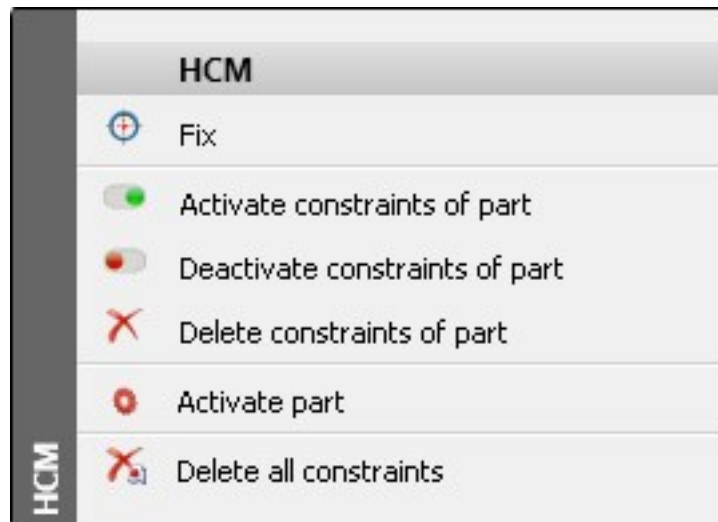 HCM
Fix
Activate constraints of part
Deactivate constraints of part
Delete constraints of part
Activate part
Delete all constraints
HCM